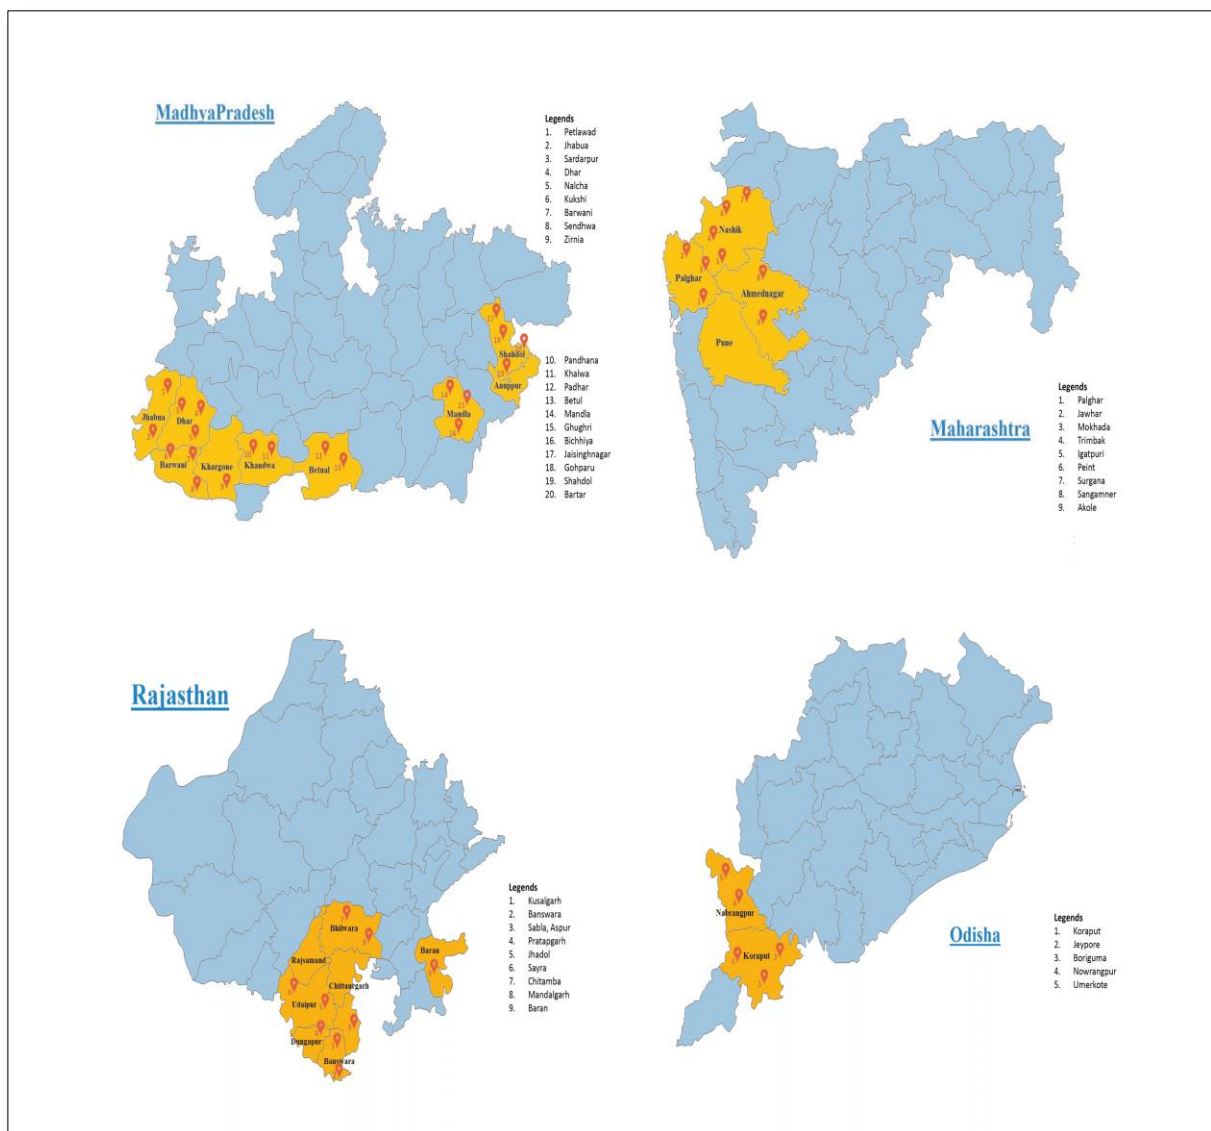 MadhyaPradesh
Legends
1. Petlawad
2. Jhabua
3. Sardarpur
4. Dhar
5. Nalcha
6. Kukshi
7. Barwani
8. Sendhwa
9. Zirnia
10. Pandhana
11. Khalwa
12. Padhar
13. Betul
14. Mandla
15. Ghughri
16. Bichhiya
17. Jaisinghnagar
18. Gohparu
19. Shahdol
20. Bartar
Shahdol
Anuppur
Mandla
Jhabua
Dhar
Barwani
Khargone
Khandwa
Betual
Maharashtra
Nashik
Palghar
Ahmednagar
Pune
Legends
1. Palghar
2. Jawhar
3. Mokhada
4. Trimbak
5. Igatpuri
6. Peint
7. Surgana
8. Sangamner
9. Akole
Rajasthan
Bhilwara
Rajsamand
Chittaurgarh
Udaipur
Dungapur
Banswara
Baran
Legends
1. Kusalgarh
2. Banswara
3. Sabla, Aspur
4. Pratapgarh
5. Jhadol
6. Sayra
7. Chitamba
8. Mandalgarh
9. Baran
Odisha
Nabrangpur
Koraput
Legends
1. Koraput
2. Jeypore
3. Boriguma
4. Nowrangpur
5. Umerkote